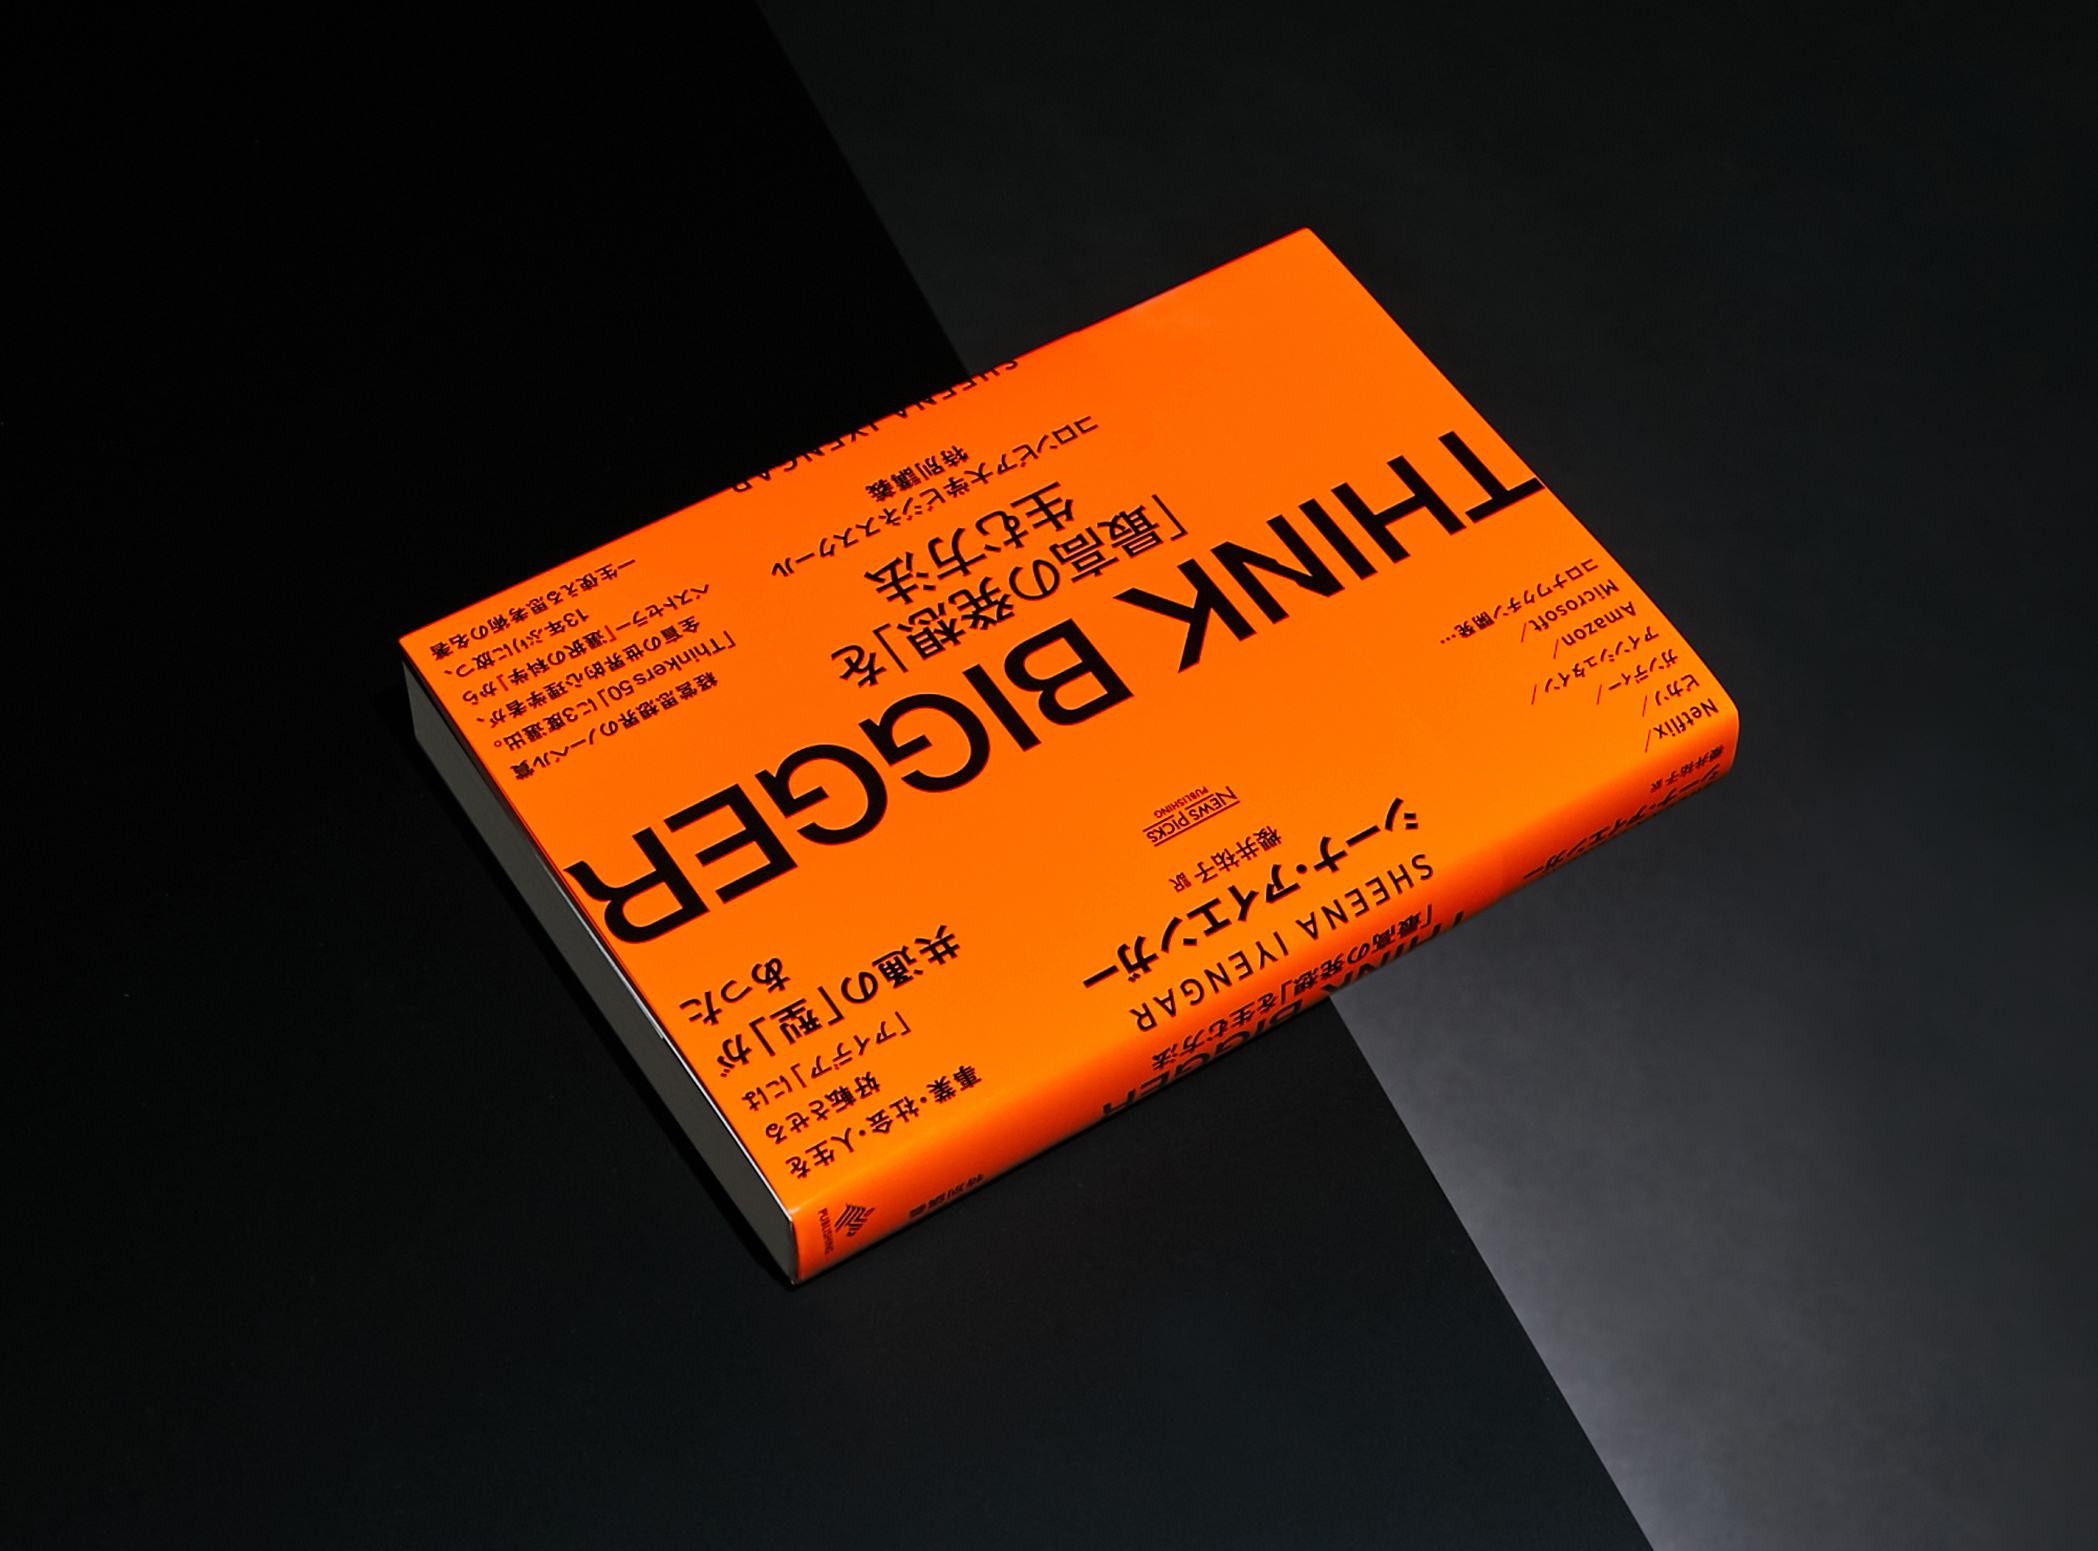 Netflix/
ピカソ/
ガンディー/
アインシュタイン/
Amazon/
Microsoft/
コロナワクチン開発…
シーナ・アイエンガー
SHEENA IYENGAR
櫻井祐子 訳
NEWS PICKS
PUBLISHING
THINK BIGGER
「最高の発想」を
生む方法
コロンビア大学ビジネススクール
特別講義
SHEENA IYENGAR
事業・社会・人生を
好転させる
「アイデア」には
共通の「型」が
あった
経営思想界のノーベル賞
「Thinkers 50」に3度選出。
全盲の世界的心理学者が、
ベストセラー『選択の科学』から
13年ぶりに放つ、
一生使える思考術の名著
シーナ・アイエンガー
櫻井祐子 訳
THINK BIGGER
「最高の発想」を生む方法
特別講義
PUBLISHING